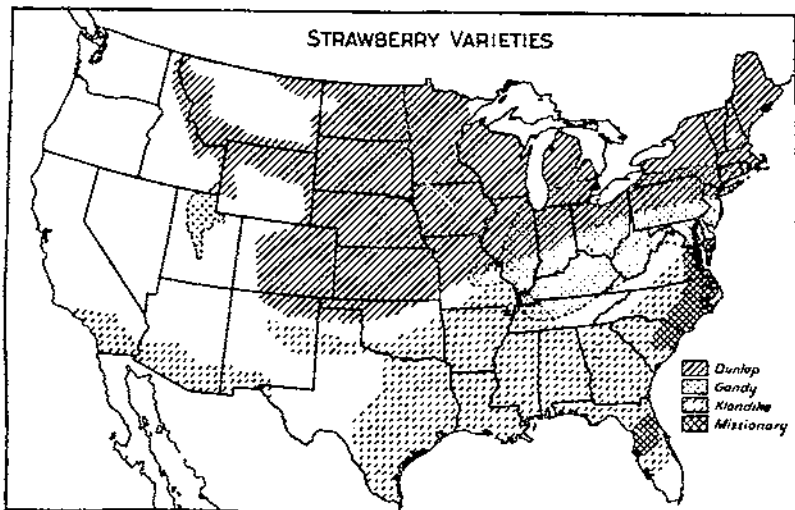 STRAWBERRY VARIETIES
Dunlap
Gandy
Klondike
Missionary